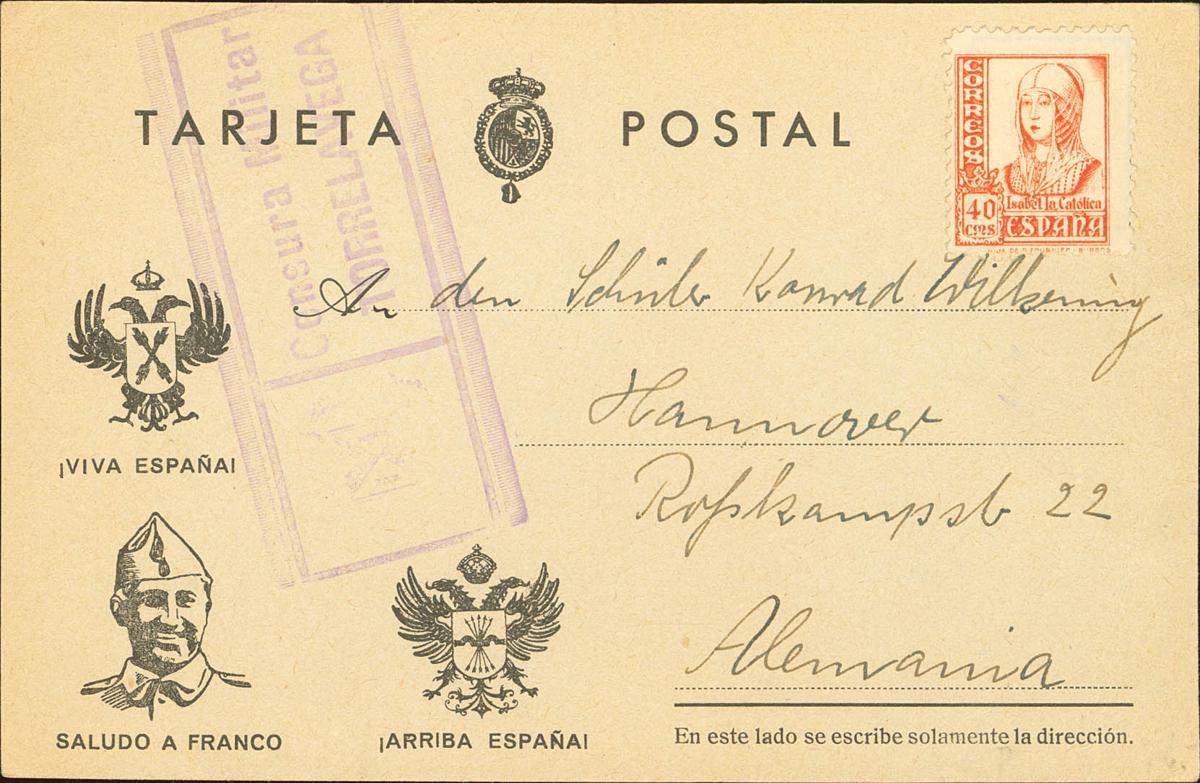 TARJETA POSTAL
Censura Militar
TORRELAVEGA
CORREOS
40
CTMS
Isabel la Católica
ESPAÑA
An den Schüler Konrad Wilkening
Hannover
Roßkampstr 22
Alemania
¡VIVA ESPAÑA!
SALUDO A FRANCO
¡ARRIBA ESPAÑA!
En este lado se escribe solamente la dirección.